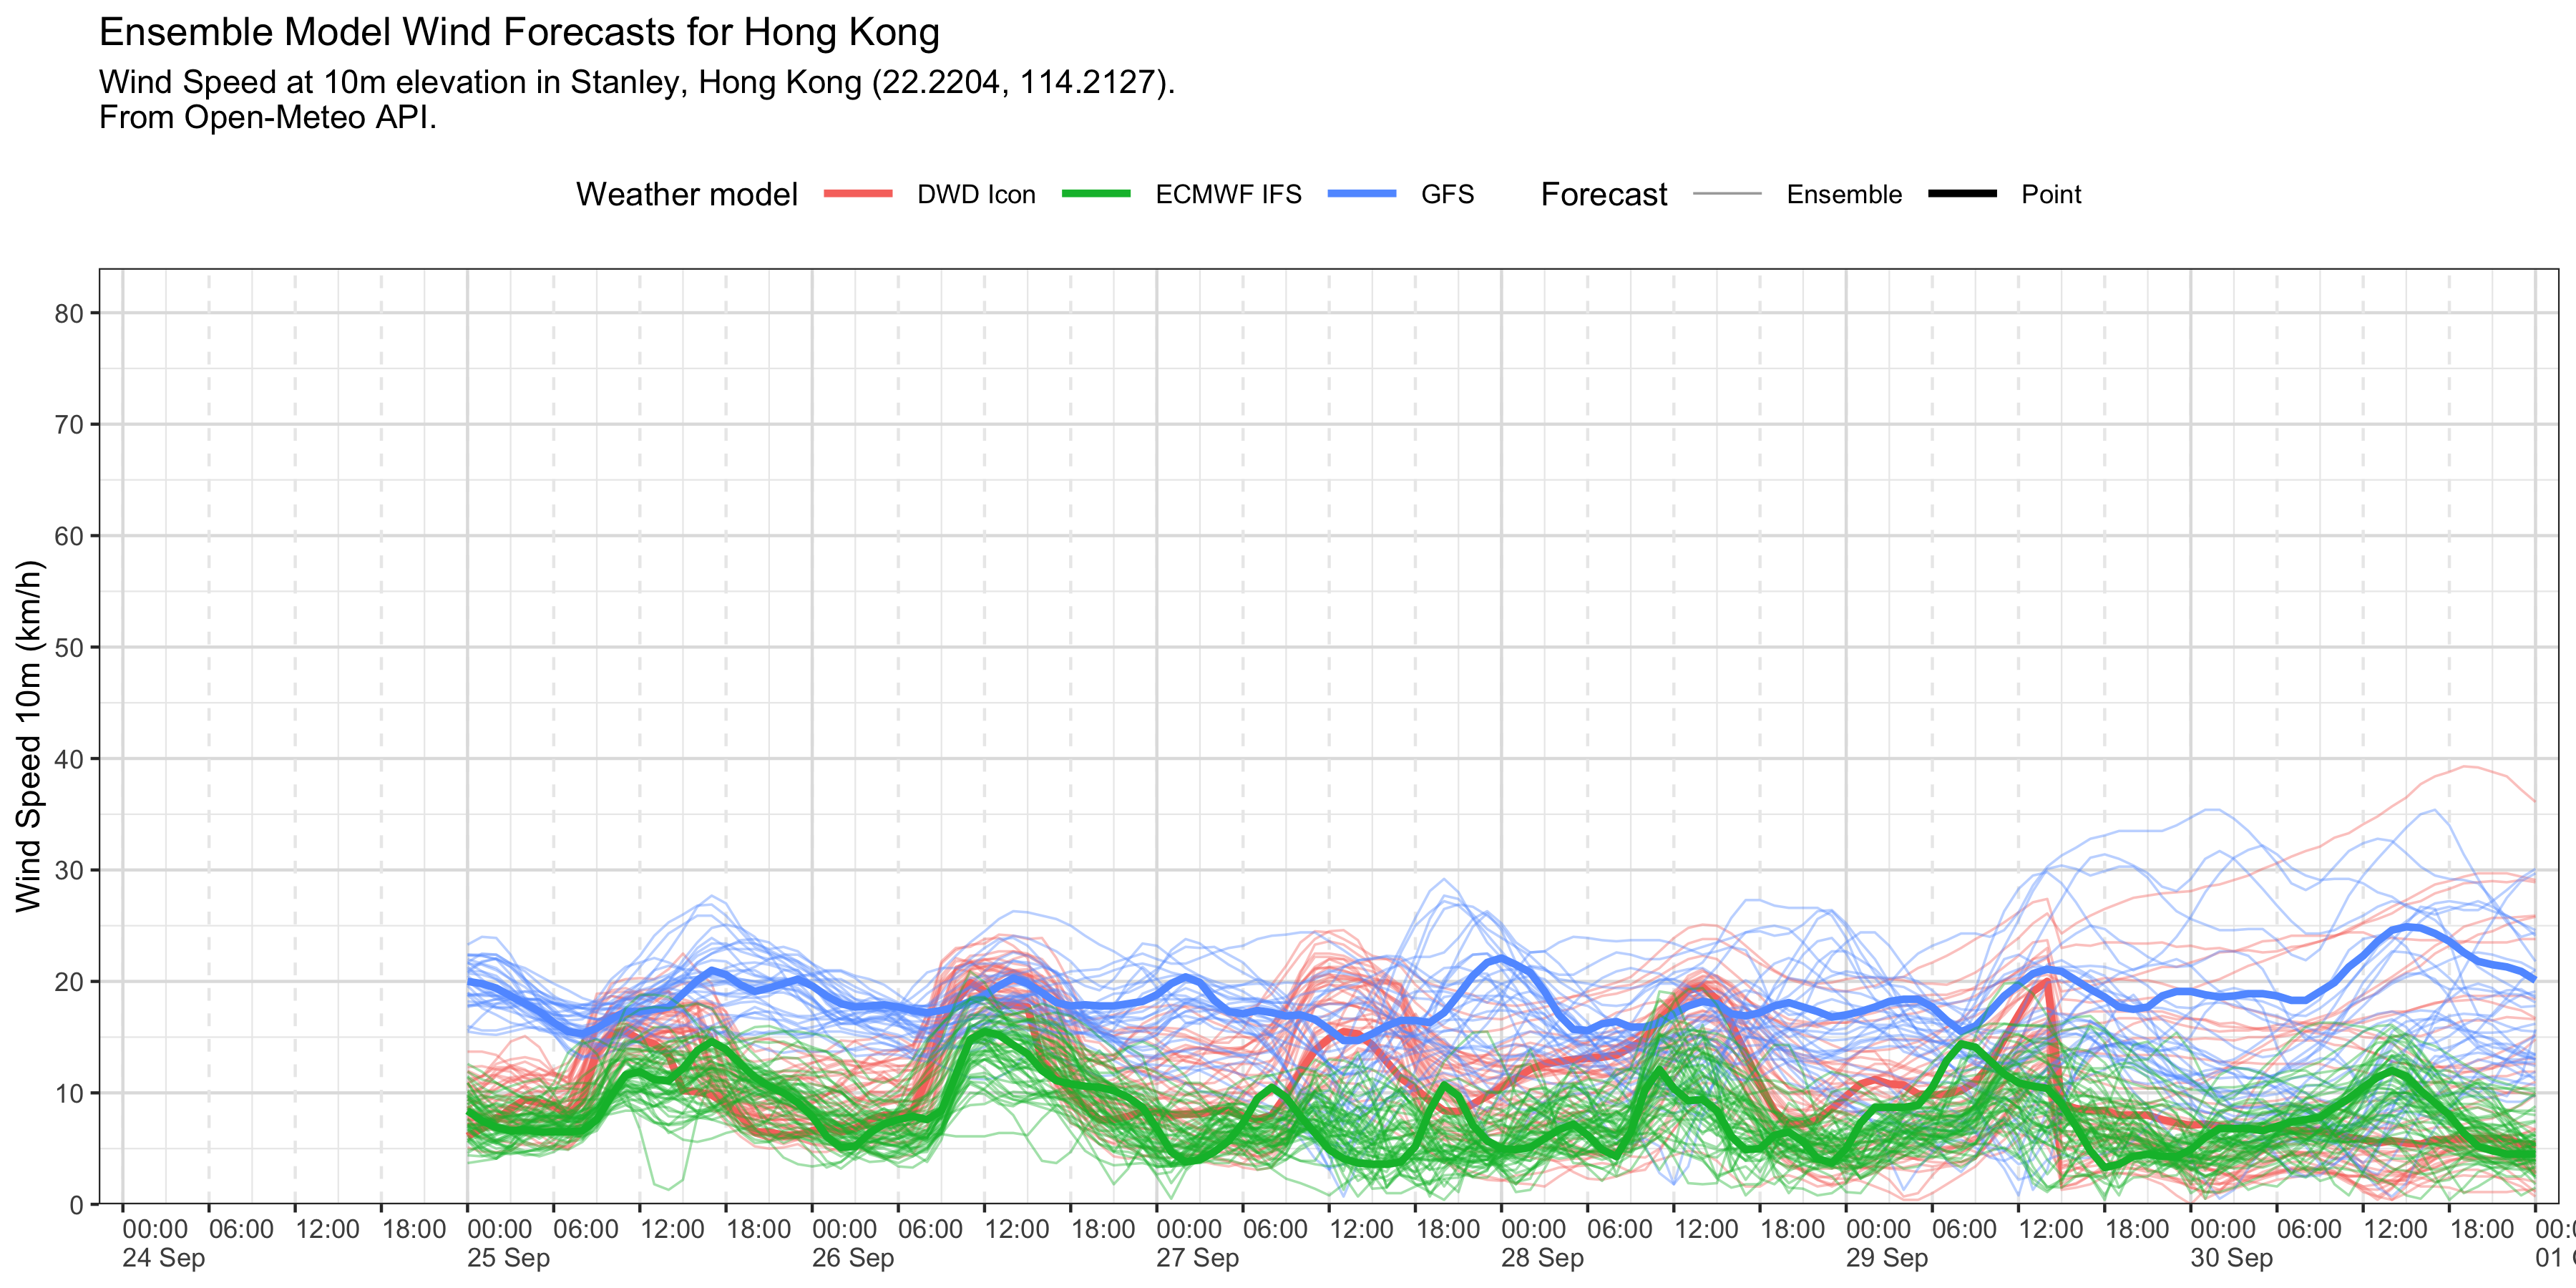 Ensemble Model Wind Forecasts for Hong Kong
Wind Speed at 10m elevation in Stanley, Hong Kong (22.2204, 114.2127).
From Open-Meteo API.
Weather model DWD Icon ECMWF IFS GFS Forecast Ensemble Point
Wind Speed 10m (km/h)
80
70
60
50
40
30
20
10
0
00:00 06:00 12:00 18:00 00:00 06:00 12:00 18:00 00:00 06:00 12:00 18:00 00:00 06:00 12:00 18:00 00:00 06:00 12:00 18:00 00:00 06:00 12:00 18:00 00:00 06:00 12:00 18:00
24 Sep 25 Sep 26 Sep 27 Sep 28 Sep 29 Sep 30 Sep 01